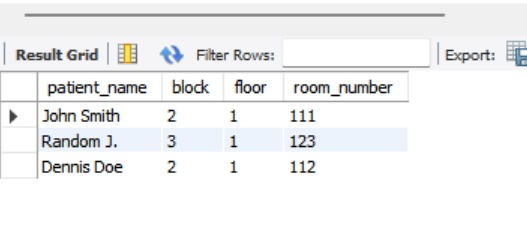 Result Grid Filter Rows: Export:
patient_name block floor room_number
John Smith 2 1 111
Random J. 3 1 123
Dennis Doe 2 1 112